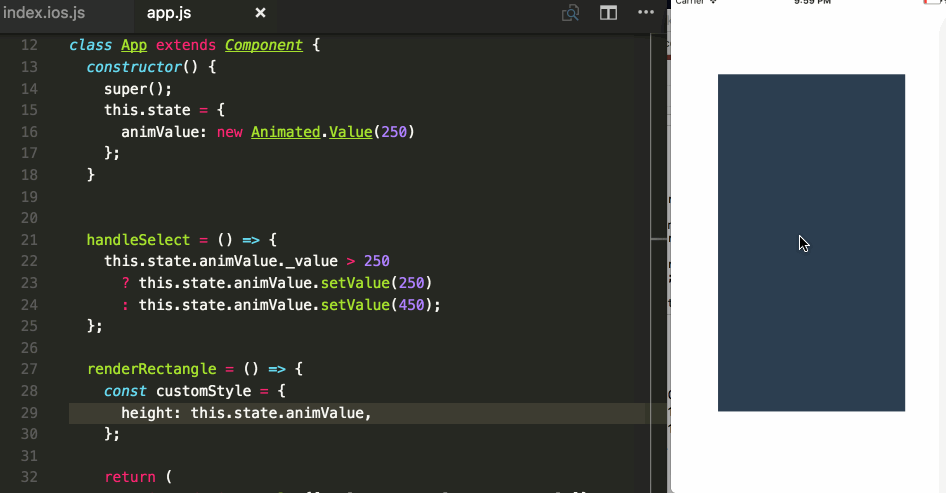 index.ios.js
app.js ×
...
Carrier
9:59 PM
12 class App extends Component {
13 constructor() {
14 super();
15 this.state = {
16 animValue: new Animated.Value(250)
17 };
18 }
19
20
21 handleSelect = () => {
22 this.state.animValue._value > 250
23 ? this.state.animValue.setValue(250)
24 : this.state.animValue.setValue(450);
25 };
26
27 renderRectangle = () => {
28 const customStyle = {
29 height: this.state.animValue,
30 };
31
32 return (